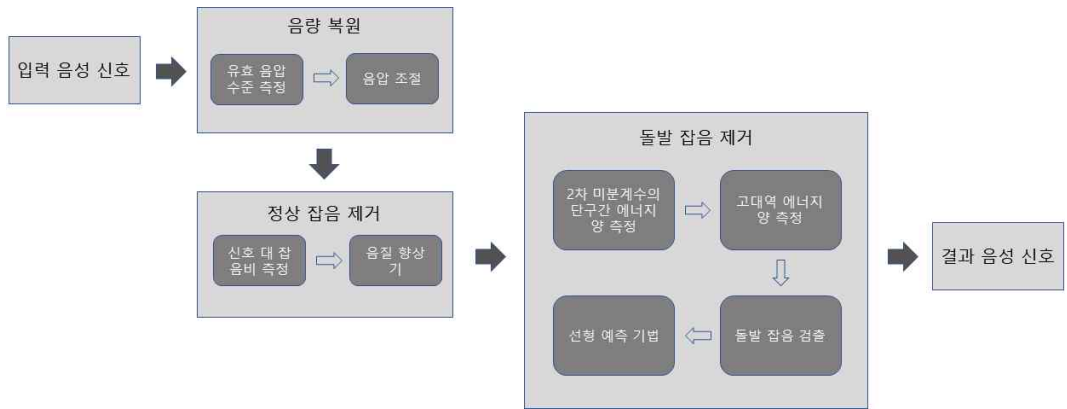 입력 음성 신호
음량 복원
유효 음압
수준 측정
음압 조절
정상 잡음 제거
신호 대 잡
음비 측정
음질 향상
기
돌발 잡음 제거
2차 미분계수의
단구간 에너지
양 측정
고대역 에너지
양 측정
돌발 잡음 검출
선형 예측 기법
결과 음성 신호